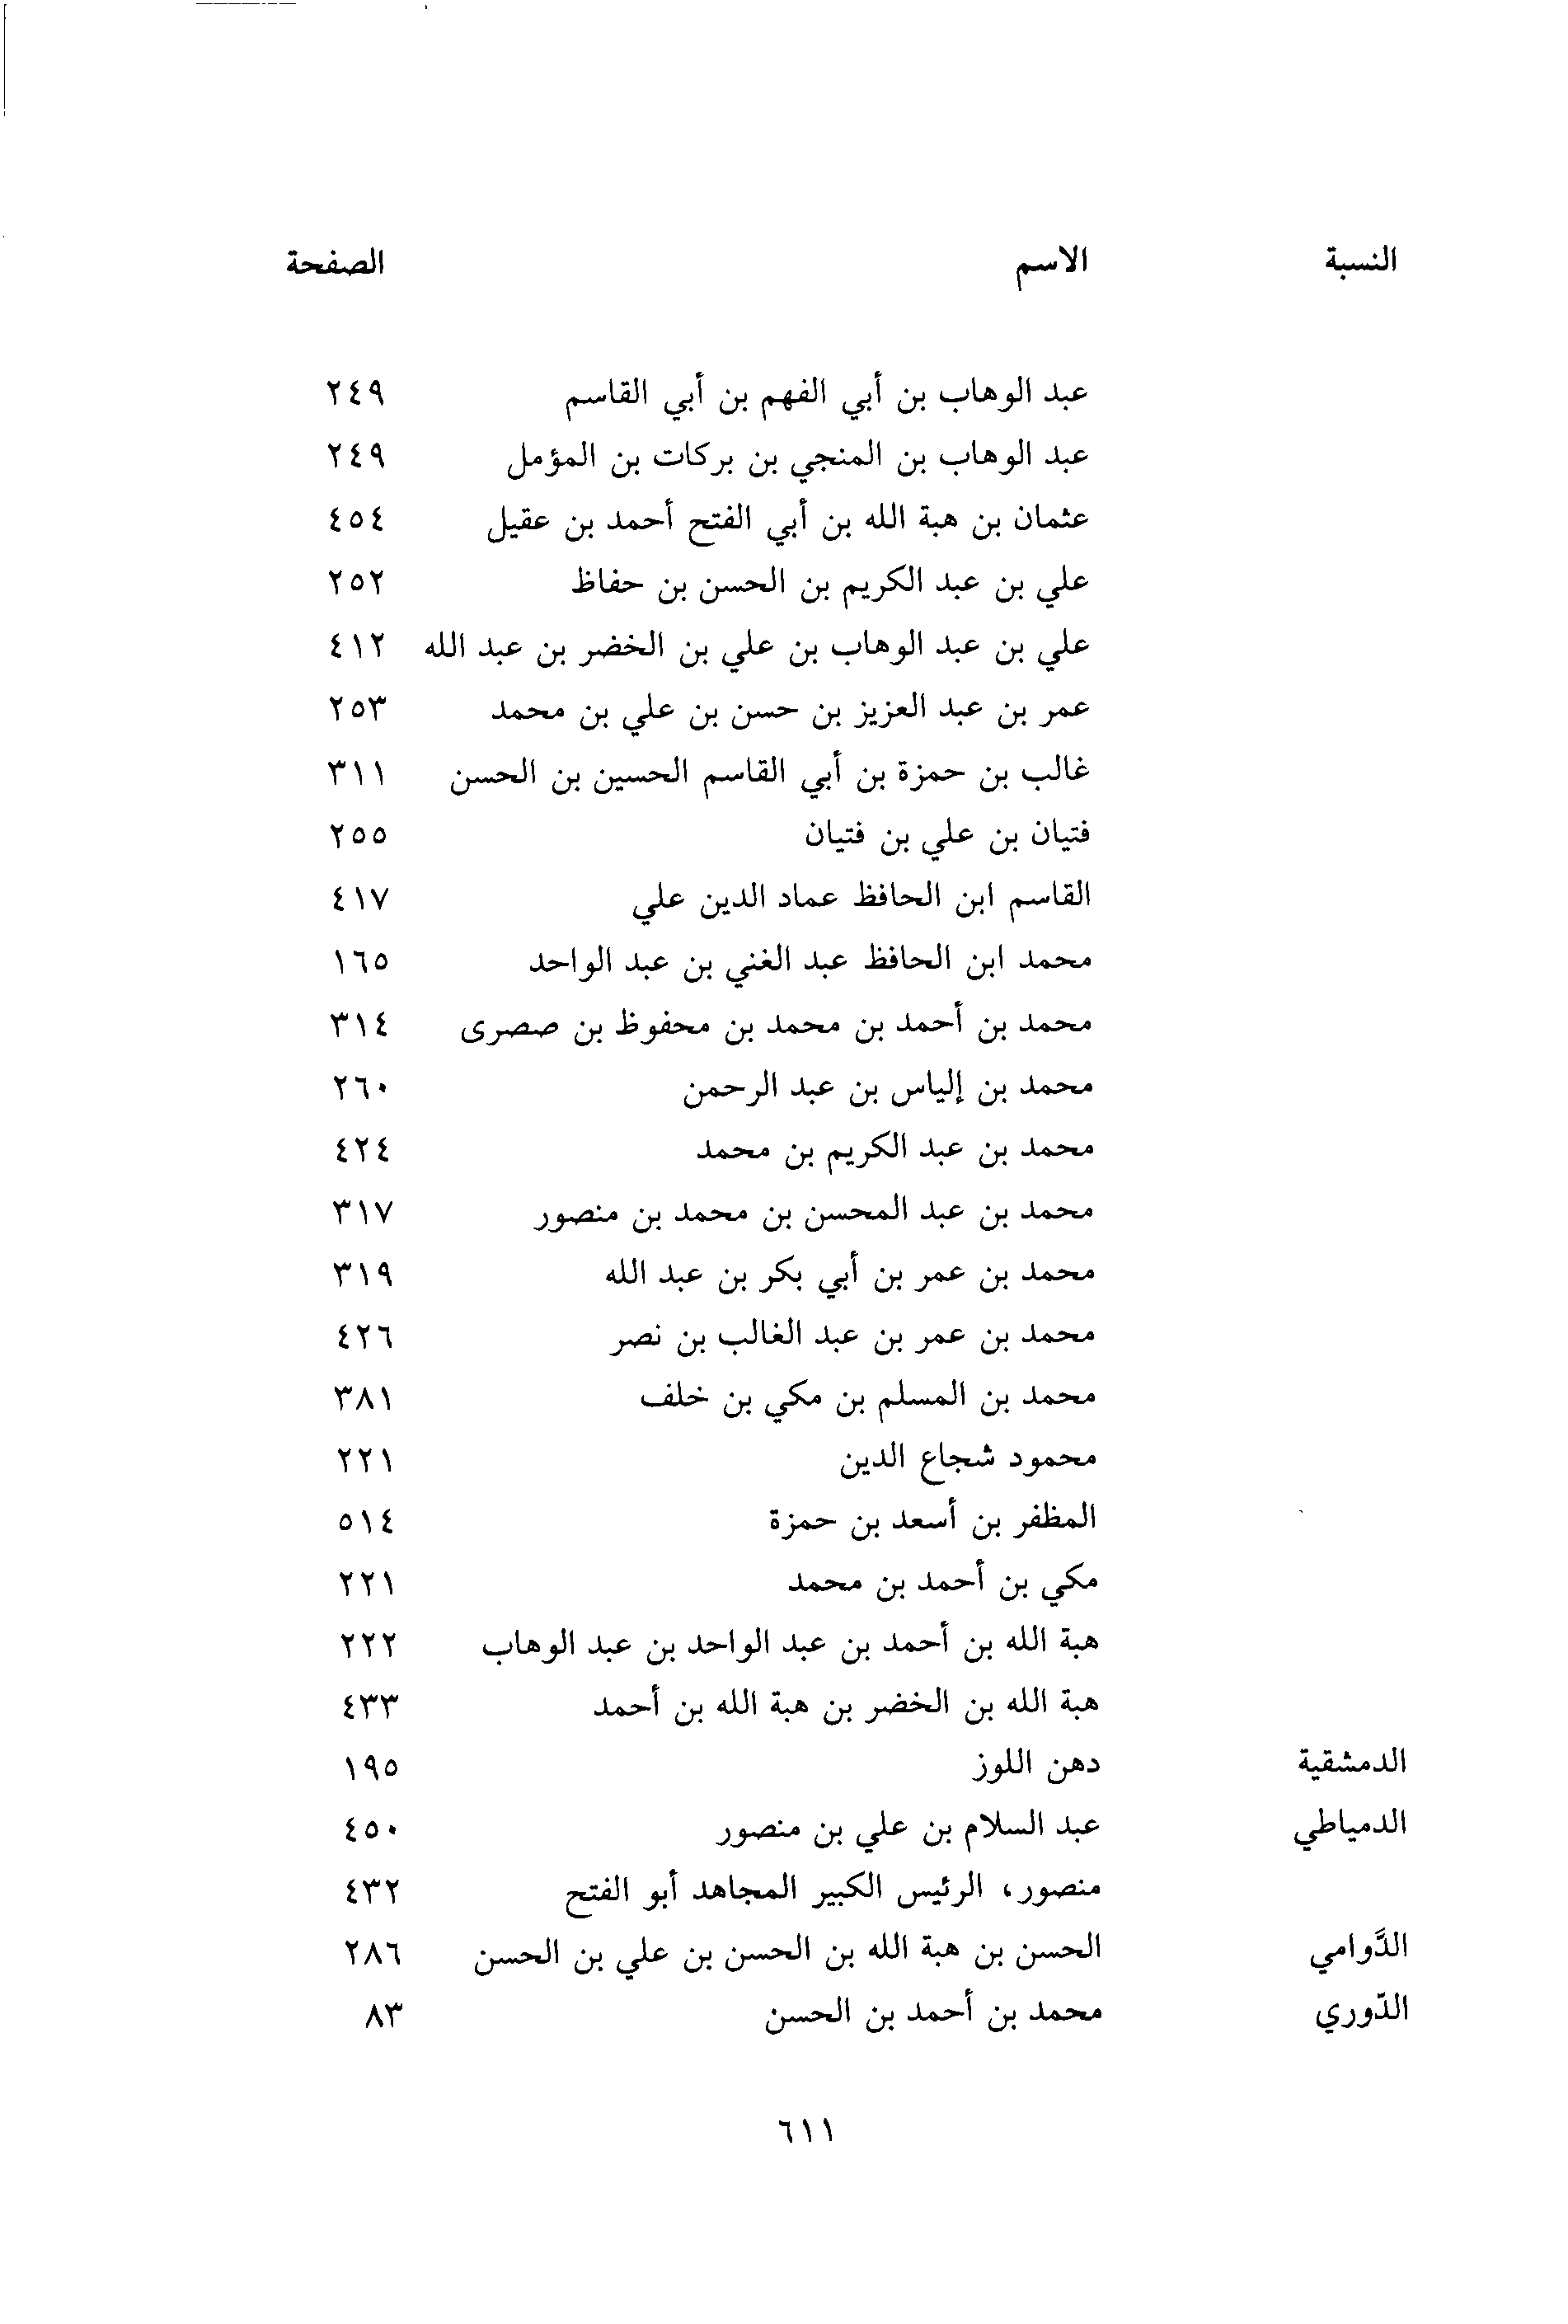 النسبة الاسم الصفحة
عبد الوهاب بن أبي الفهم بن أبي القاسم ٢٤٩
عبد الوهاب بن المنجي بن بركات بن المؤمل ٢٤٩
عثمان بن هبة الله بن أبي الفتح أحمد بن عقيل ٤٥٤
علي بن عبد الكريم بن الحسن بن حفاظ ٢٥٢
علي بن عبد الوهاب بن علي بن الخضر بن عبد الله ٤١٢
عمر بن عبد العزيز بن حسن بن علي بن محمد ٢٥٣
غالب بن حمزة بن أبي القاسم الحسين بن الحسن ٣١١
فتيان بن علي بن فتيان ٢٥٥
القاسم ابن الحافظ عماد الدين علي ٤١٧
محمد ابن الحافظ عبد الغني بن عبد الواحد ١٦٥
محمد بن أحمد بن محمد بن محفوظ بن صصرى ٣١٤
محمد بن إلياس بن عبد الرحمن ٢٦٠
محمد بن عبد الكريم بن محمد ٤٢٤
محمد بن عبد المحسن بن محمد بن منصور ٣١٧
محمد بن عمر بن أبي بكر بن عبد الله ٣١٩
محمد بن عمر بن عبد الغالب بن نصر ٤٢٦
محمد بن المسلم بن مكي بن خلف ٣٨١
محمود شجاع الدين ٢٢١
المظفر بن أسعد بن حمزة ٥١٤
مكي بن أحمد بن محمد ٢٢١
هبة الله بن أحمد بن عبد الواحد بن عبد الوهاب ٢٢٢
هبة الله بن الخضر بن هبة الله بن أحمد ٤٣٣
الدمشقية دهن اللوز ١٩٥
الدمياطي عبد السلام بن علي بن منصور ٤٥٠
منصور، الرئيس الكبير المجاهد أبو الفتح ٤٣٢
الدَّوامي الحسن بن هبة الله بن الحسن بن علي بن الحسن ٢٨٦
الدّوري محمد بن أحمد بن الحسن ٨٣
٦١١